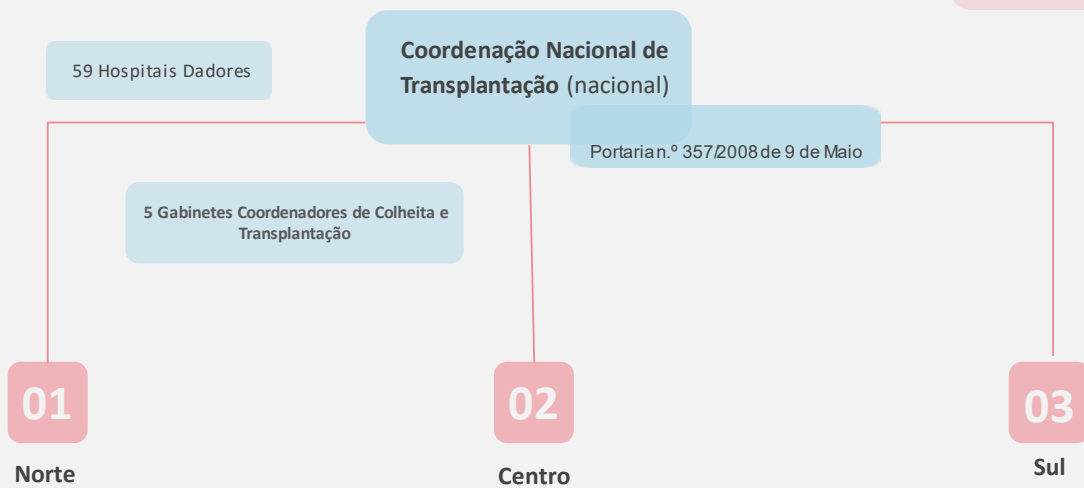 Coordenação Nacional de
Transplantação (nacional)
59 Hospitais Dadores
Portaria n.º 357/2008 de 9 de Maio
5 Gabinetes Coordenadores de Colheita e
Transplantação
01
02
03
Norte
Centro
Sul